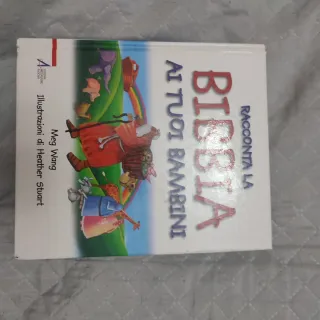 RACCONTA LA
BIBBIA
AI TUOI BAMBINI
Meg Wang
Illustrazioni di Heather Stuart